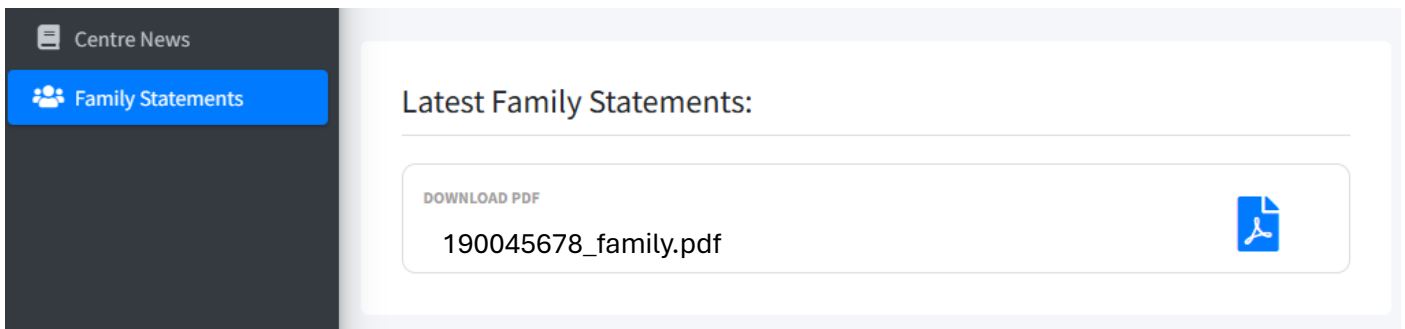 Centre News
Family Statements
Latest Family Statements:
DOWNLOAD PDF
190045678_family.pdf